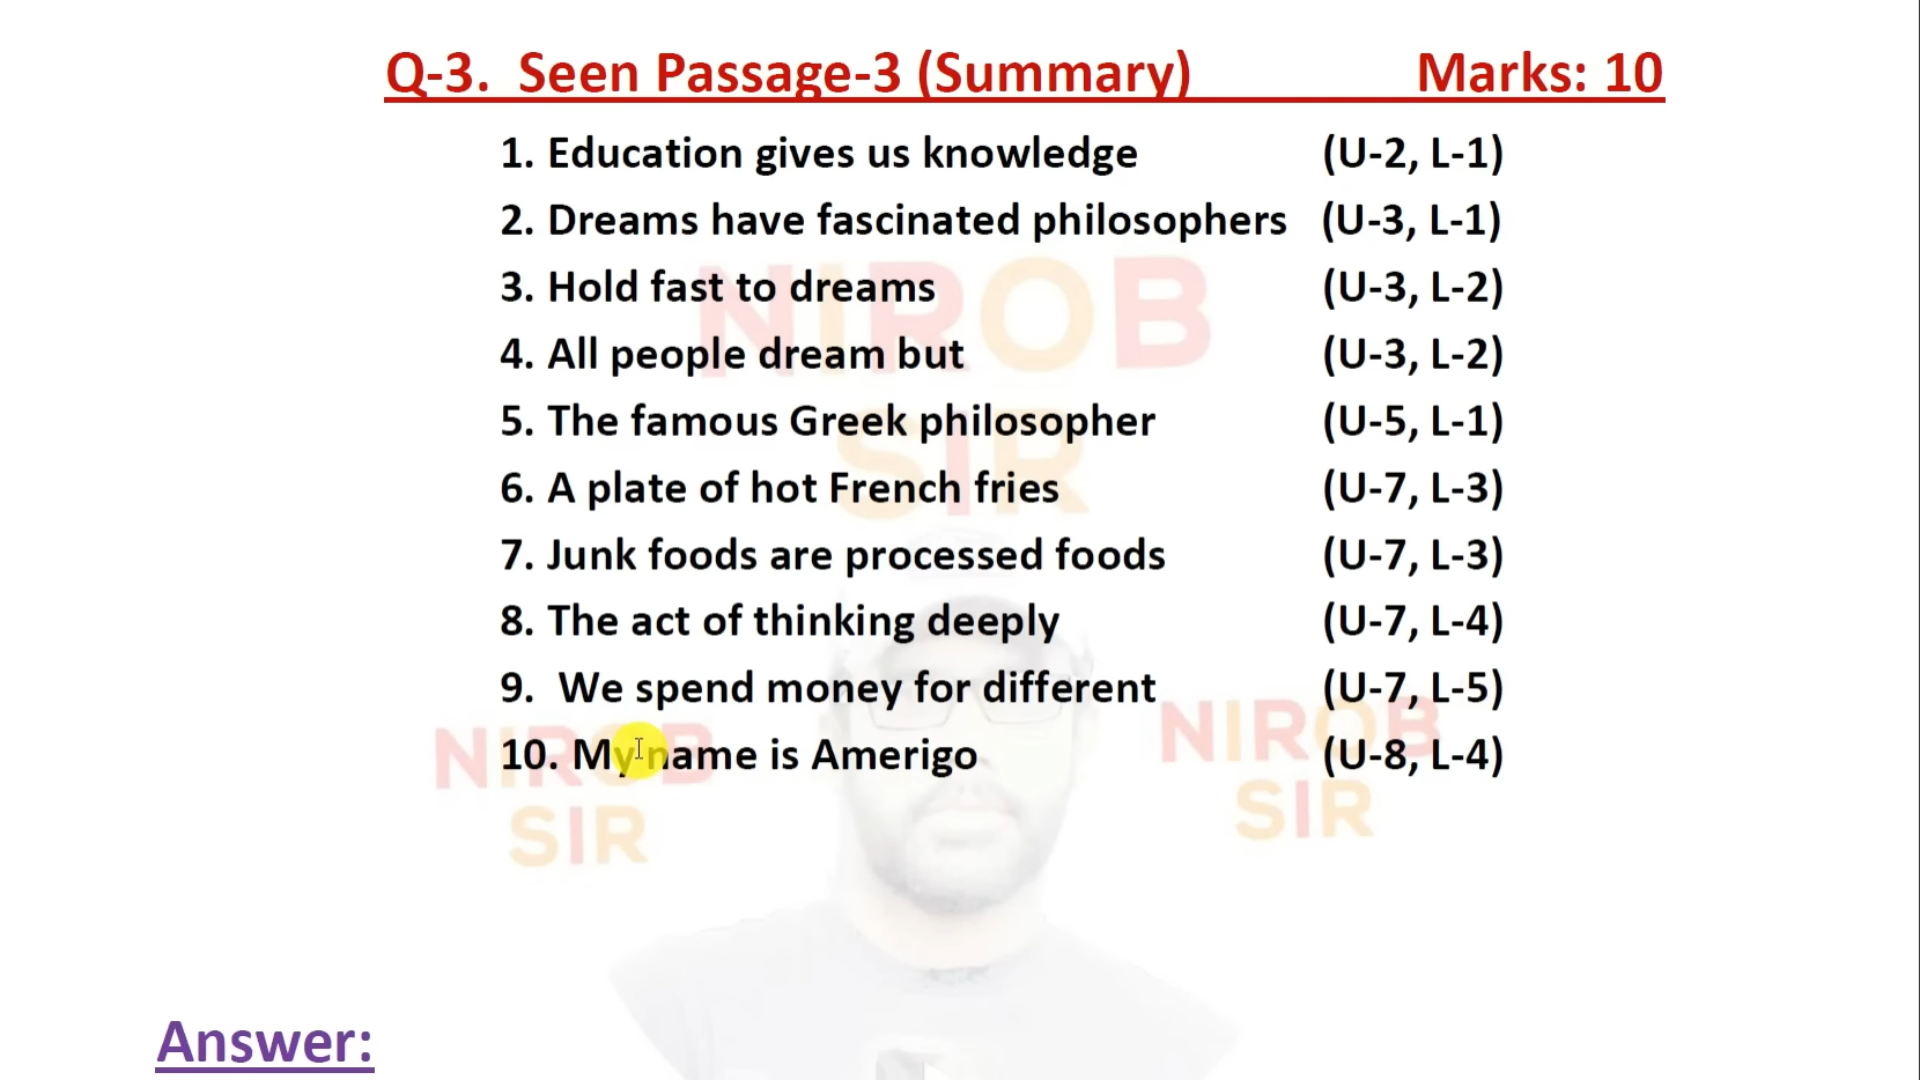 Q-3. Seen Passage-3 (Summary) Marks: 10
1. Education gives us knowledge (U-2, L-1)
2. Dreams have fascinated philosophers (U-3, L-1)
3. Hold fast to dreams (U-3, L-2)
4. All people dream but (U-3, L-2)
5. The famous Greek philosopher (U-5, L-1)
6. A plate of hot French fries (U-7, L-3)
7. Junk foods are processed foods (U-7, L-3)
8. The act of thinking deeply (U-7, L-4)
9. We spend money for different (U-7, L-5)
10. My name is Amerigo (U-8, L-4)
NIROB
SIR
NIROB
SIR
NIROB
SIR
Answer: